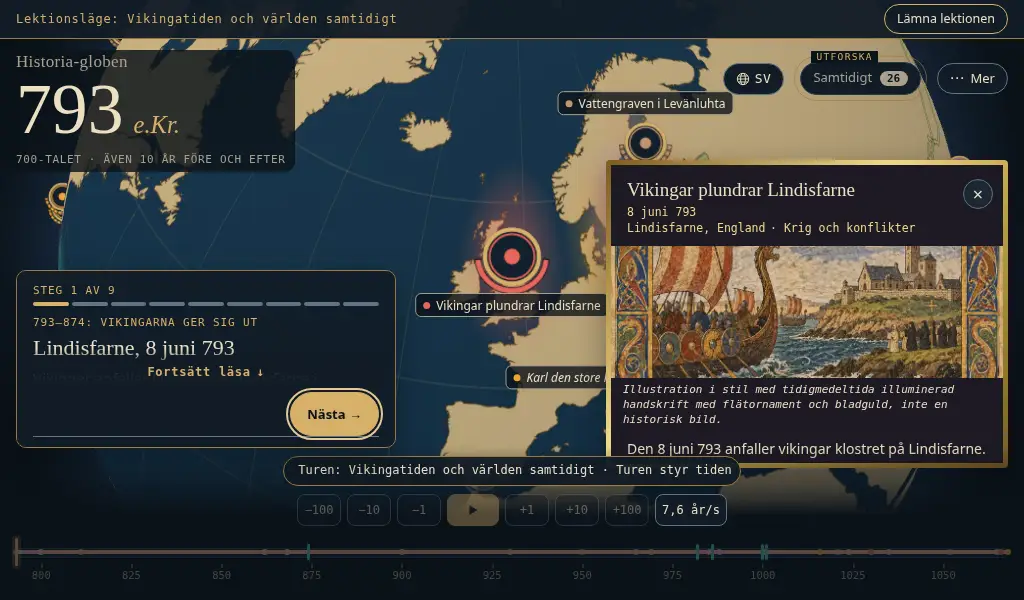 Lektionsläge: Vikingatiden och världen samtidigt
Lämna lektionen
Historia-globen
793 e.Kr.
700-TALET · ÄVEN 10 ÅR FÖRE OCH EFTER
UTFORSKA
SV
Samtidigt 26
··· Mer
Vattengraven i Levänluhta
Vikingar plundrar Lindisfarne
8 juni 793
Lindisfarne, England · Krig och konflikter
×
Illustration i stil med tidigmedeltida illuminerad
handskrift med flätornament och bladguld, inte en
historisk bild.
Den 8 juni 793 anfaller vikingar klostret på Lindisfarne.
Vikingar plundrar Lindisfarne
Karl den store
STEG 1 AV 9
793–874: VIKINGARNA GER SIG UT
Lindisfarne, 8 juni 793
Fortsätt läsa ↓
Nästa →
Turen: Vikingatiden och världen samtidigt · Turen styr tiden
−100 −10 −1 +1 +10 +100 7,6 år/s
800 825 850 875 900 925 950 975 1000 1025 1050